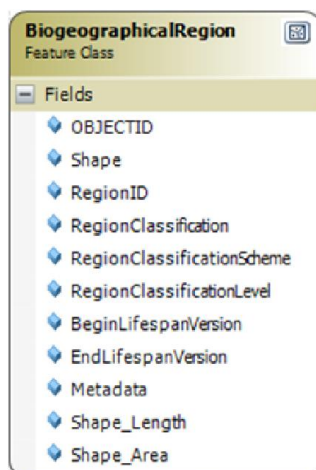 BiogeographicalRegion
Feature Class
Fields
OBJECTID
Shape
RegionID
RegionClassification
RegionClassificationScheme
RegionClassificationLevel
BeginLifespanVersion
EndLifespanVersion
Metadata
Shape_Length
Shape_Area